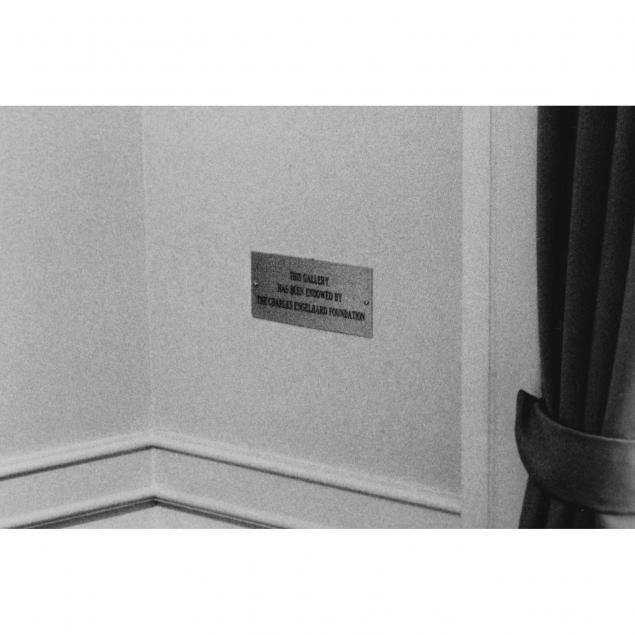 THIS GALLERY
HAS BEEN ENDOWED BY
THE CHARLES ENGELHARD FOUNDATION